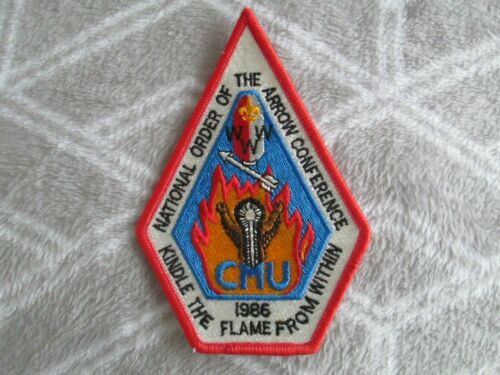 NATIONAL ORDER OF THE ARROW CONFERENCE
WWW
CMU
1986
KINDLE THE FLAME FROM WITHIN